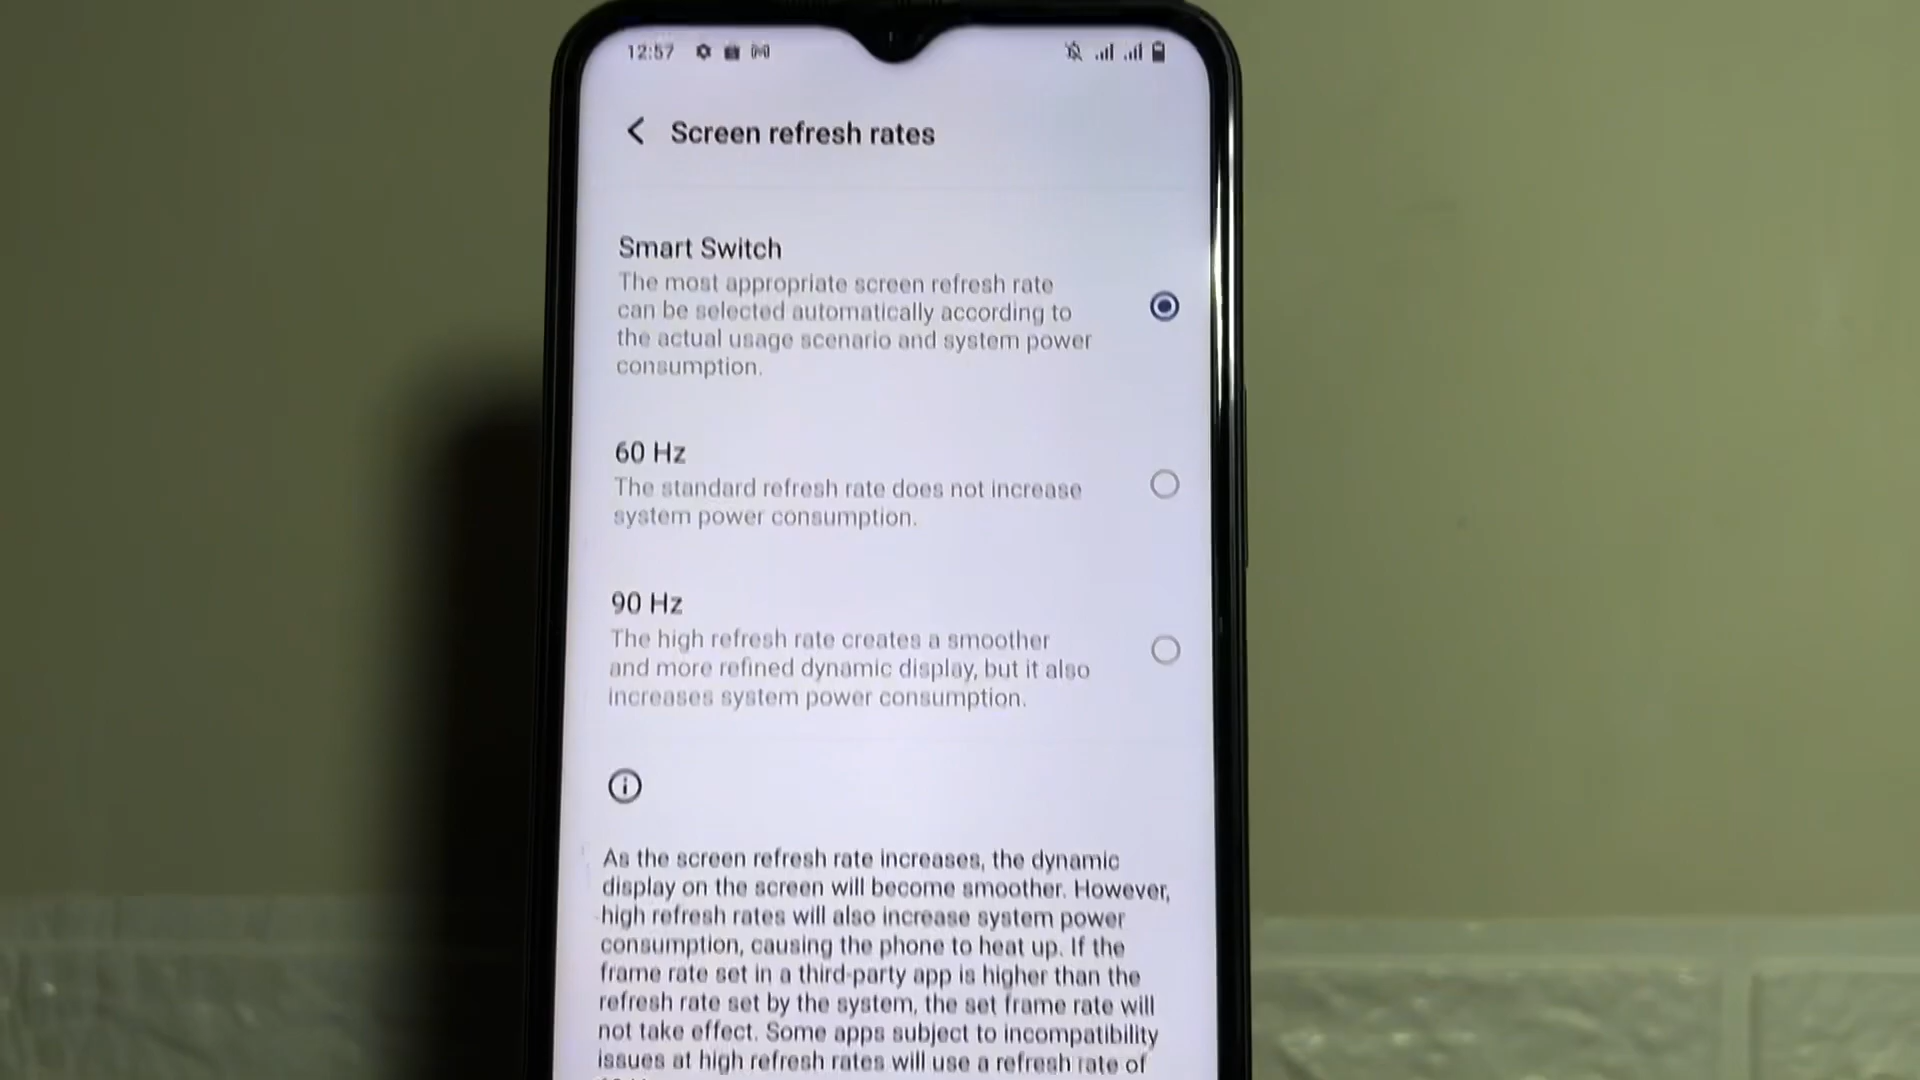 12:57
Screen refresh rates
Smart Switch
The most appropriate screen refresh rate
can be selected automatically according to
the actual usage scenario and system power
consumption.
60 Hz
The standard refresh rate does not increase
system power consumption.
90 Hz
The high refresh rate creates a smoother
and more refined dynamic display, but it also
increases system power consumption.
As the screen refresh rate increases, the dynamic
display on the screen will become smoother. However,
high refresh rates will also increase system power
consumption, causing the phone to heat up. If the
frame rate set in a third-party app is higher than the
refresh rate set by the system, the set frame rate will
not take effect. Some apps subject to incompatibility
issues at high refresh rates will use a refresh rate of